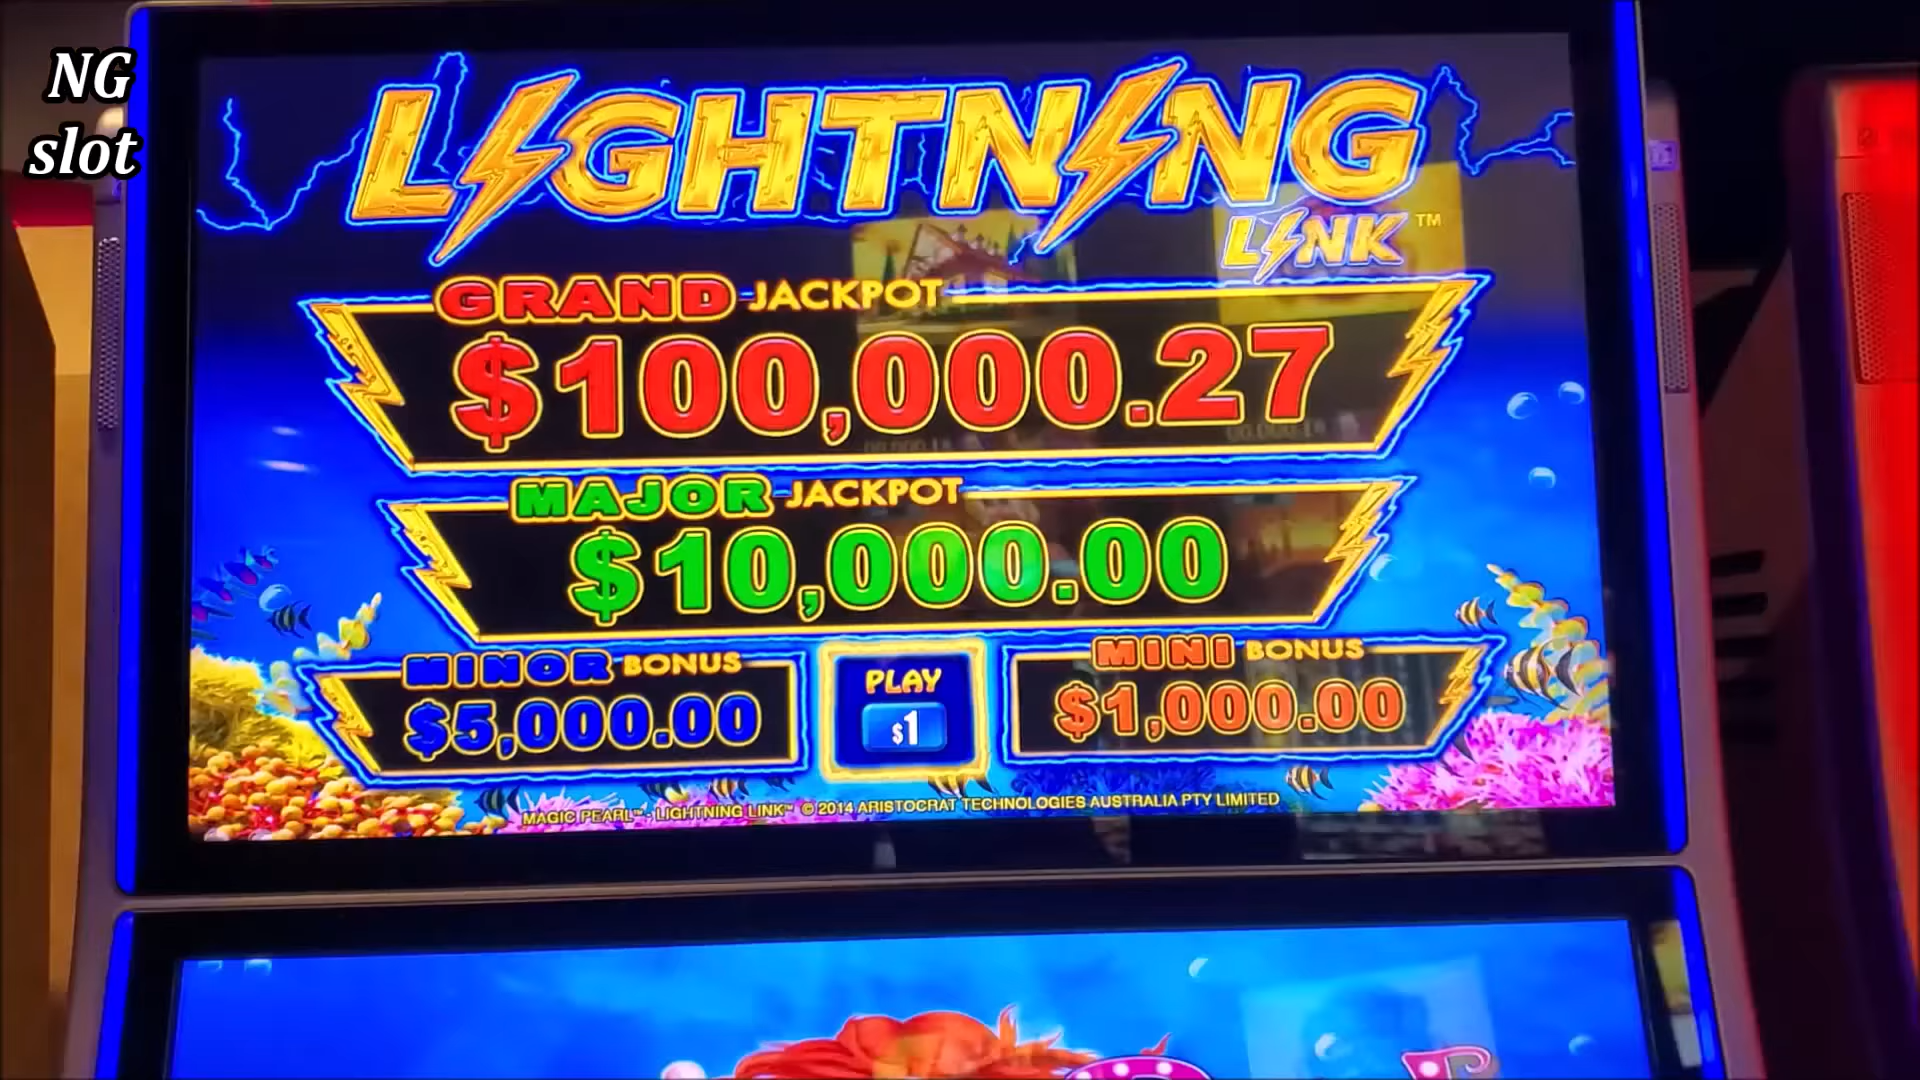 NG
slot
LIGHTNING
LINK™
GRAND JACKPOT
$100,000.27
MAJOR JACKPOT
$10,000.00
MINOR BONUS
$5,000.00
PLAY
$1
MINI BONUS
$1,000.00
MAGIC PEARL™ - LIGHTNING LINK™ © 2014 ARISTOCRAT TECHNOLOGIES AUSTRALIA PTY LIMITED